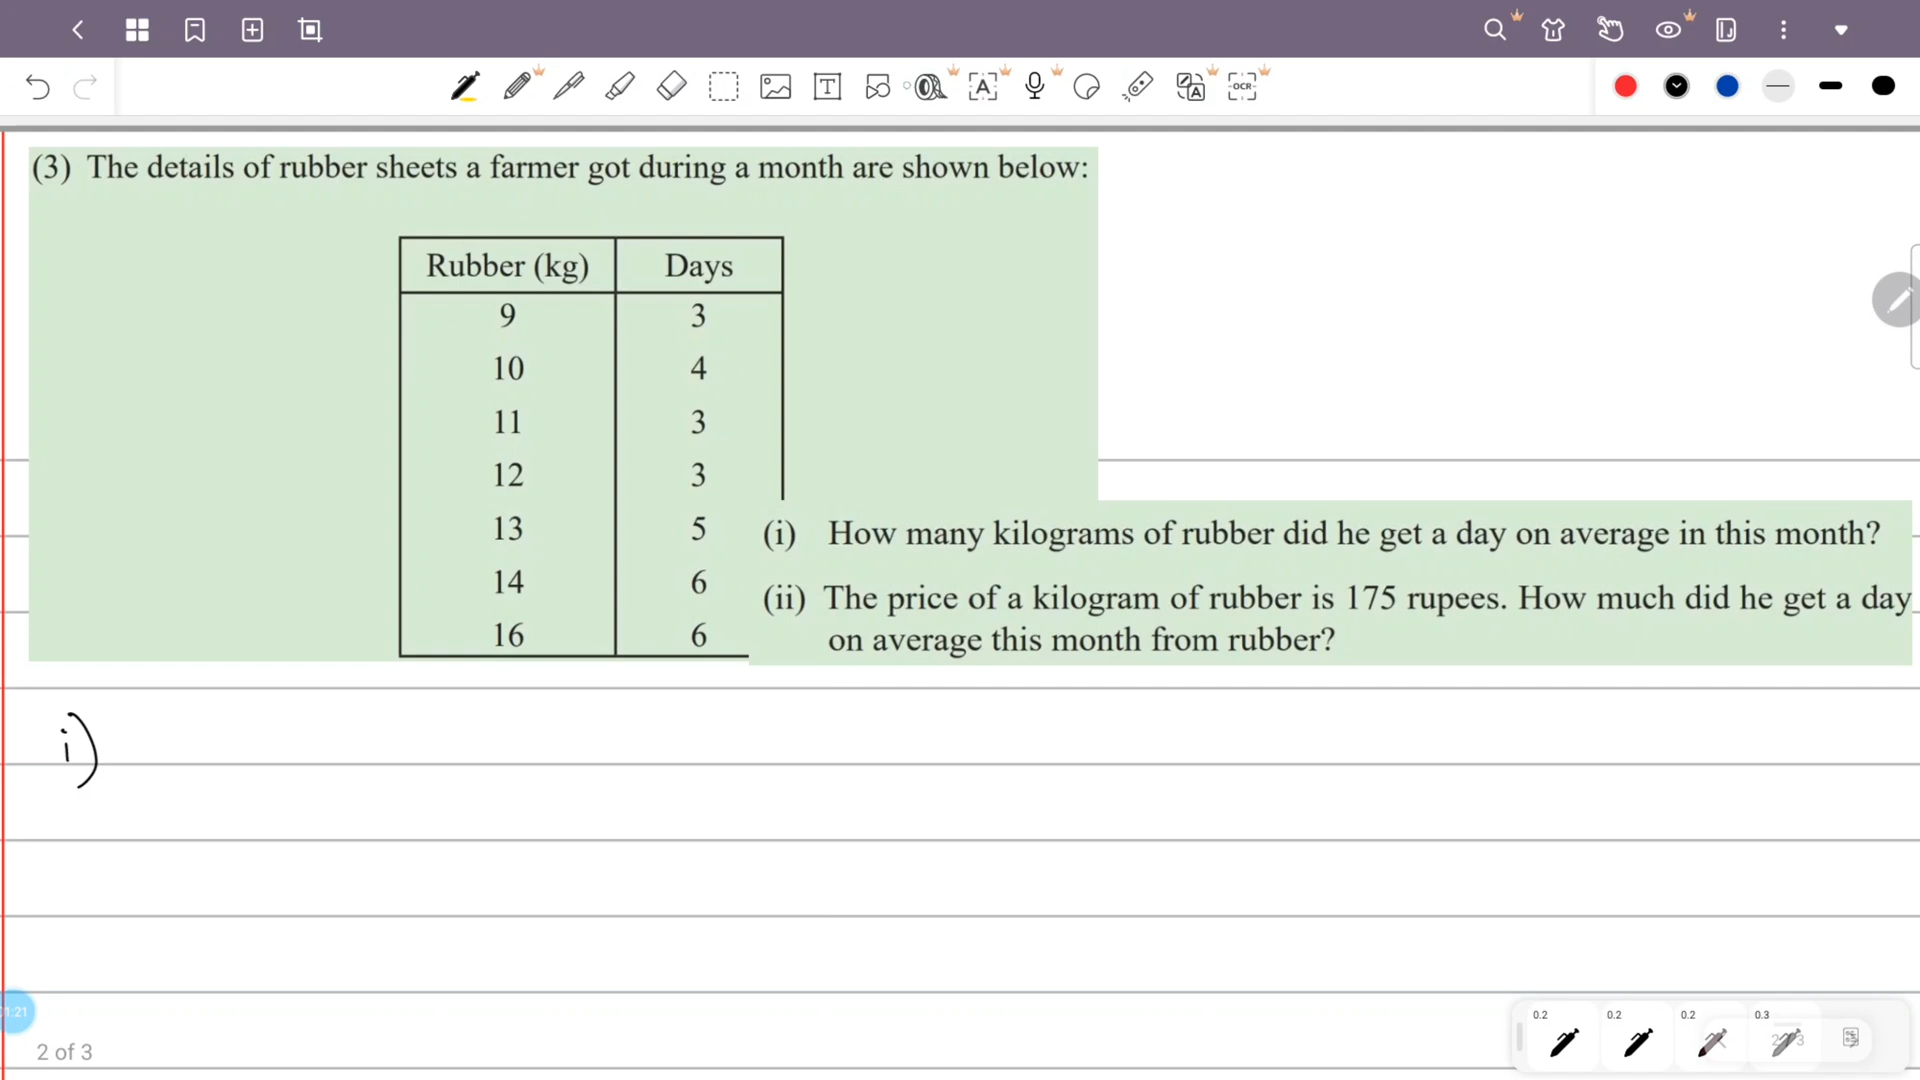 (3) The details of rubber sheets a farmer got during a month are shown below:
Rubber (kg) Days
9 3
10 4
11 3
12 3
13 5
14 6
16 6
(i) How many kilograms of rubber did he get a day on average in this month?
(ii) The price of a kilogram of rubber is 175 rupees. How much did he get a day
on average this month from rubber?
i)
01:21
2 of 3
0.2 0.2 0.2 0.3
T
A
A
OCR